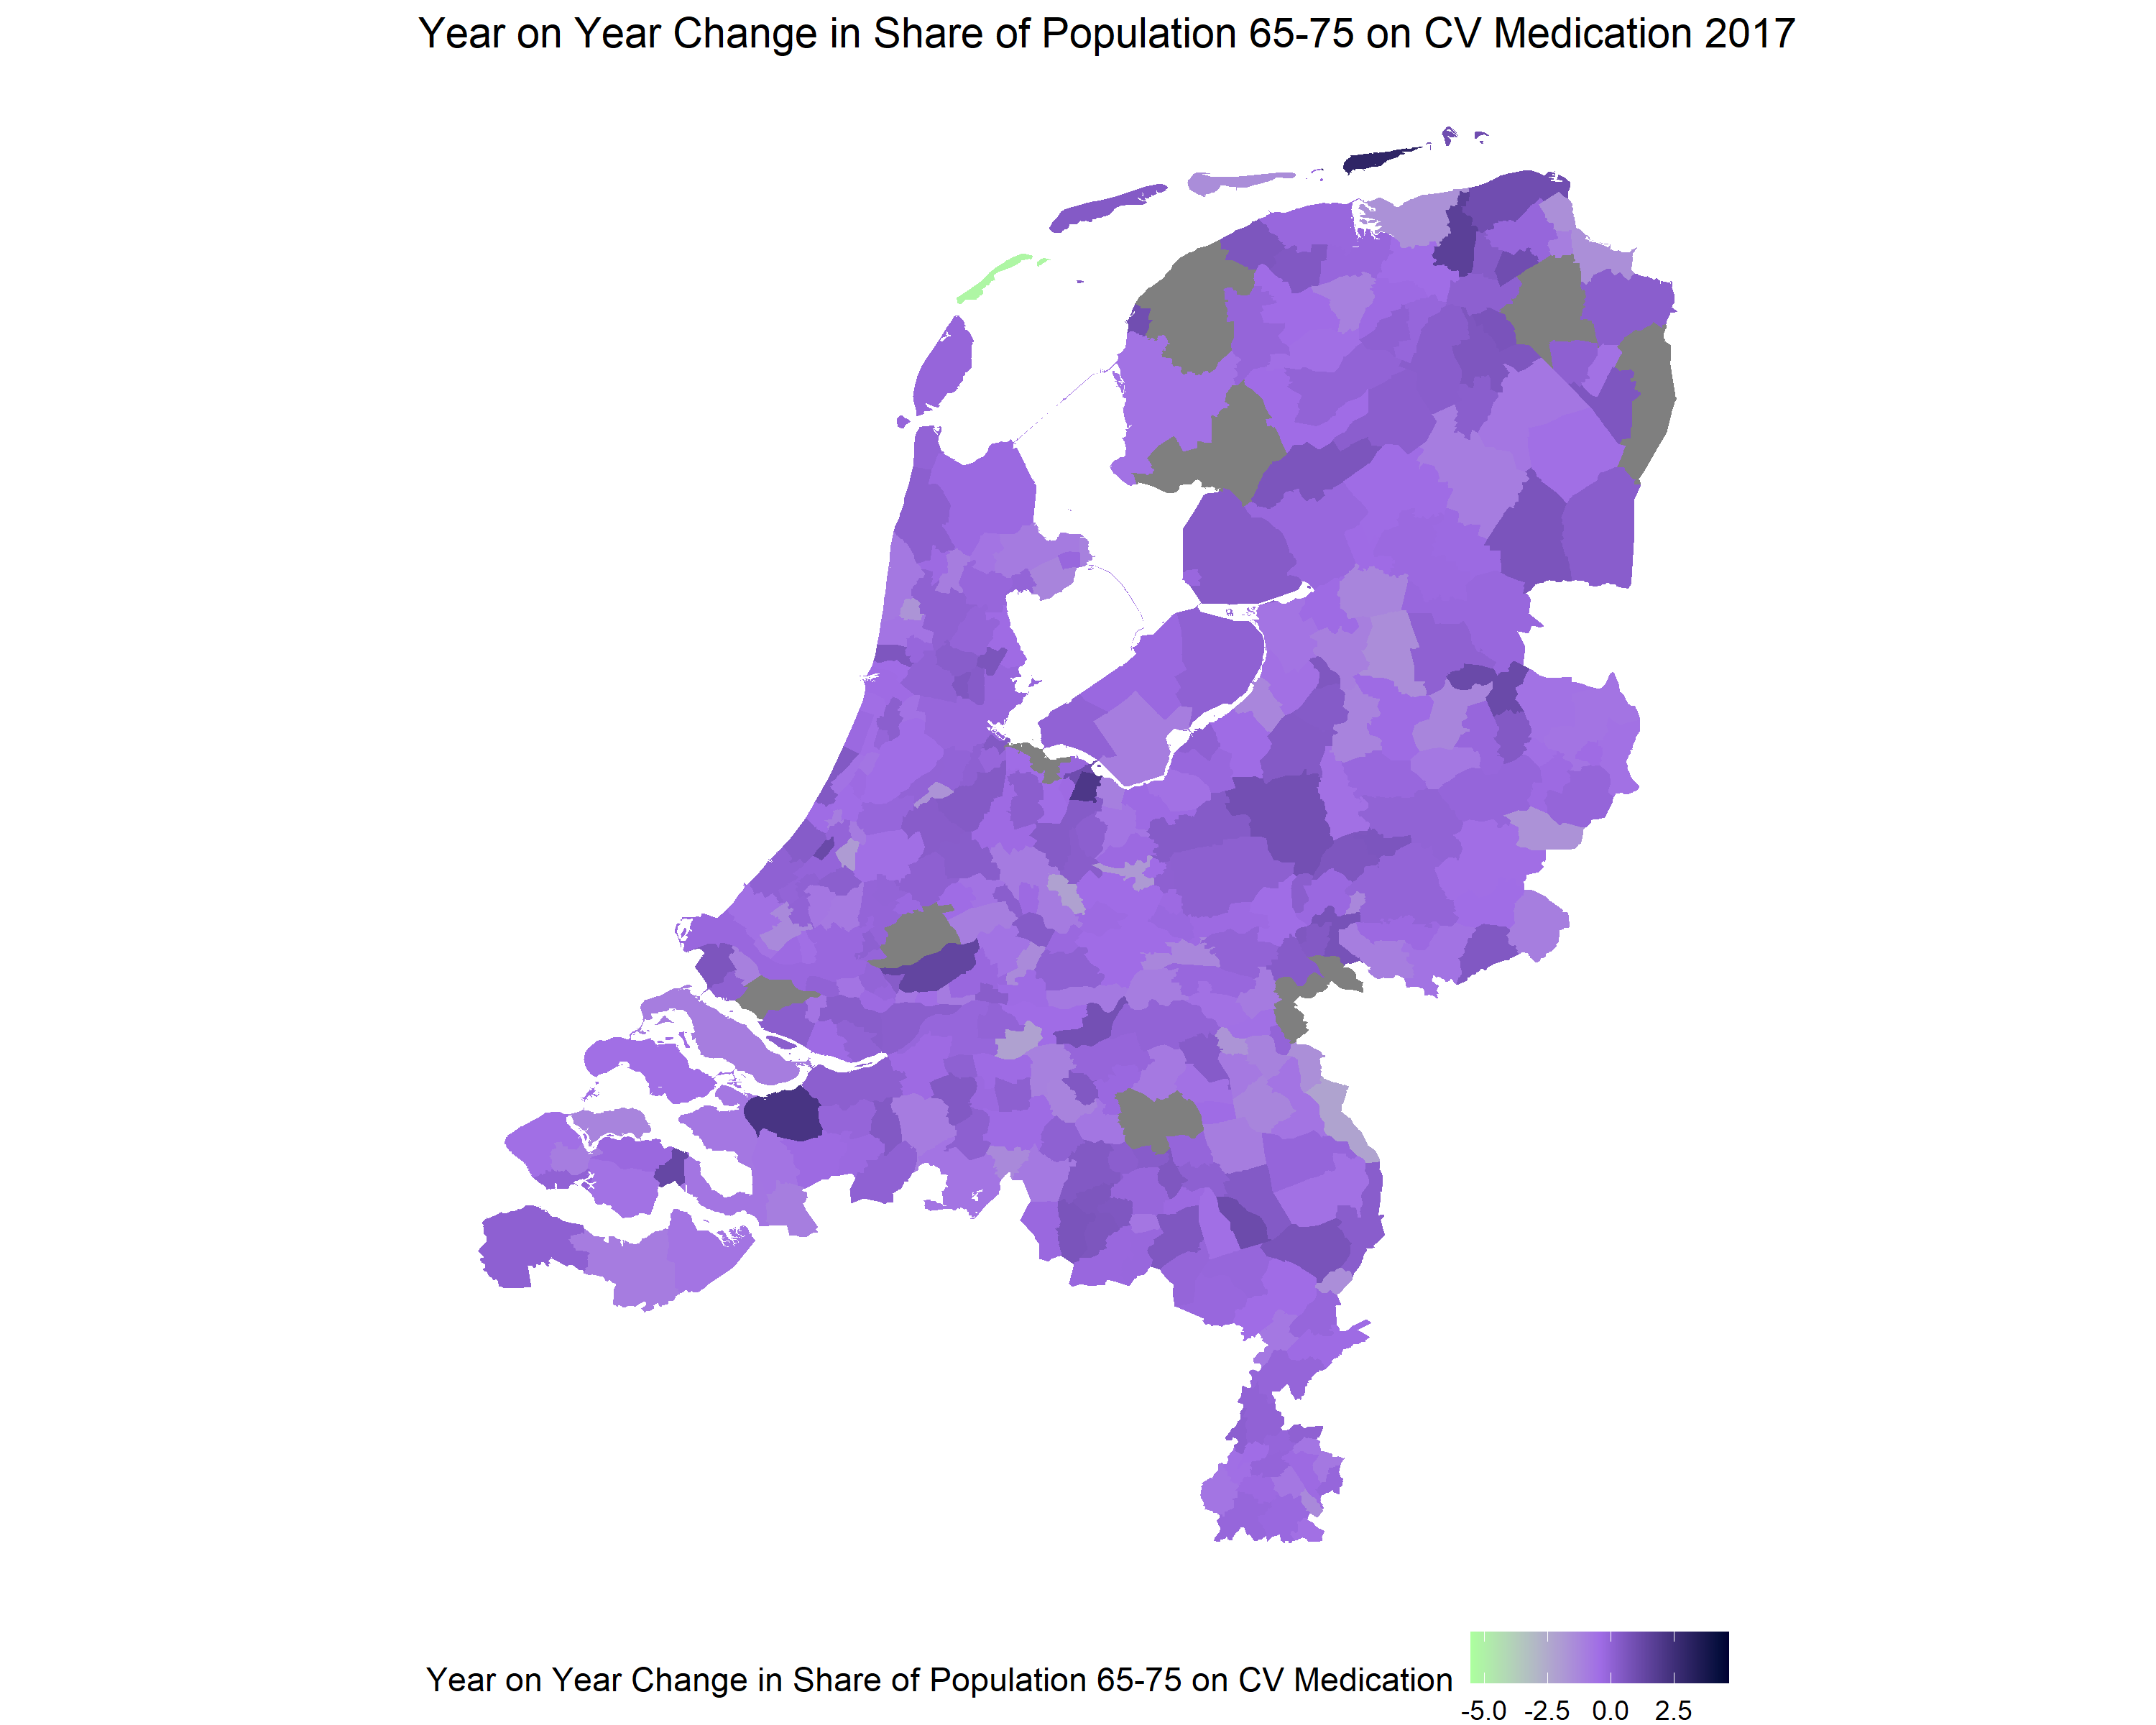 Year on Year Change in Share of Population 65-75 on CV Medication 2017
Year on Year Change in Share of Population 65-75 on CV Medication
-5.0 -2.5 0.0 2.5